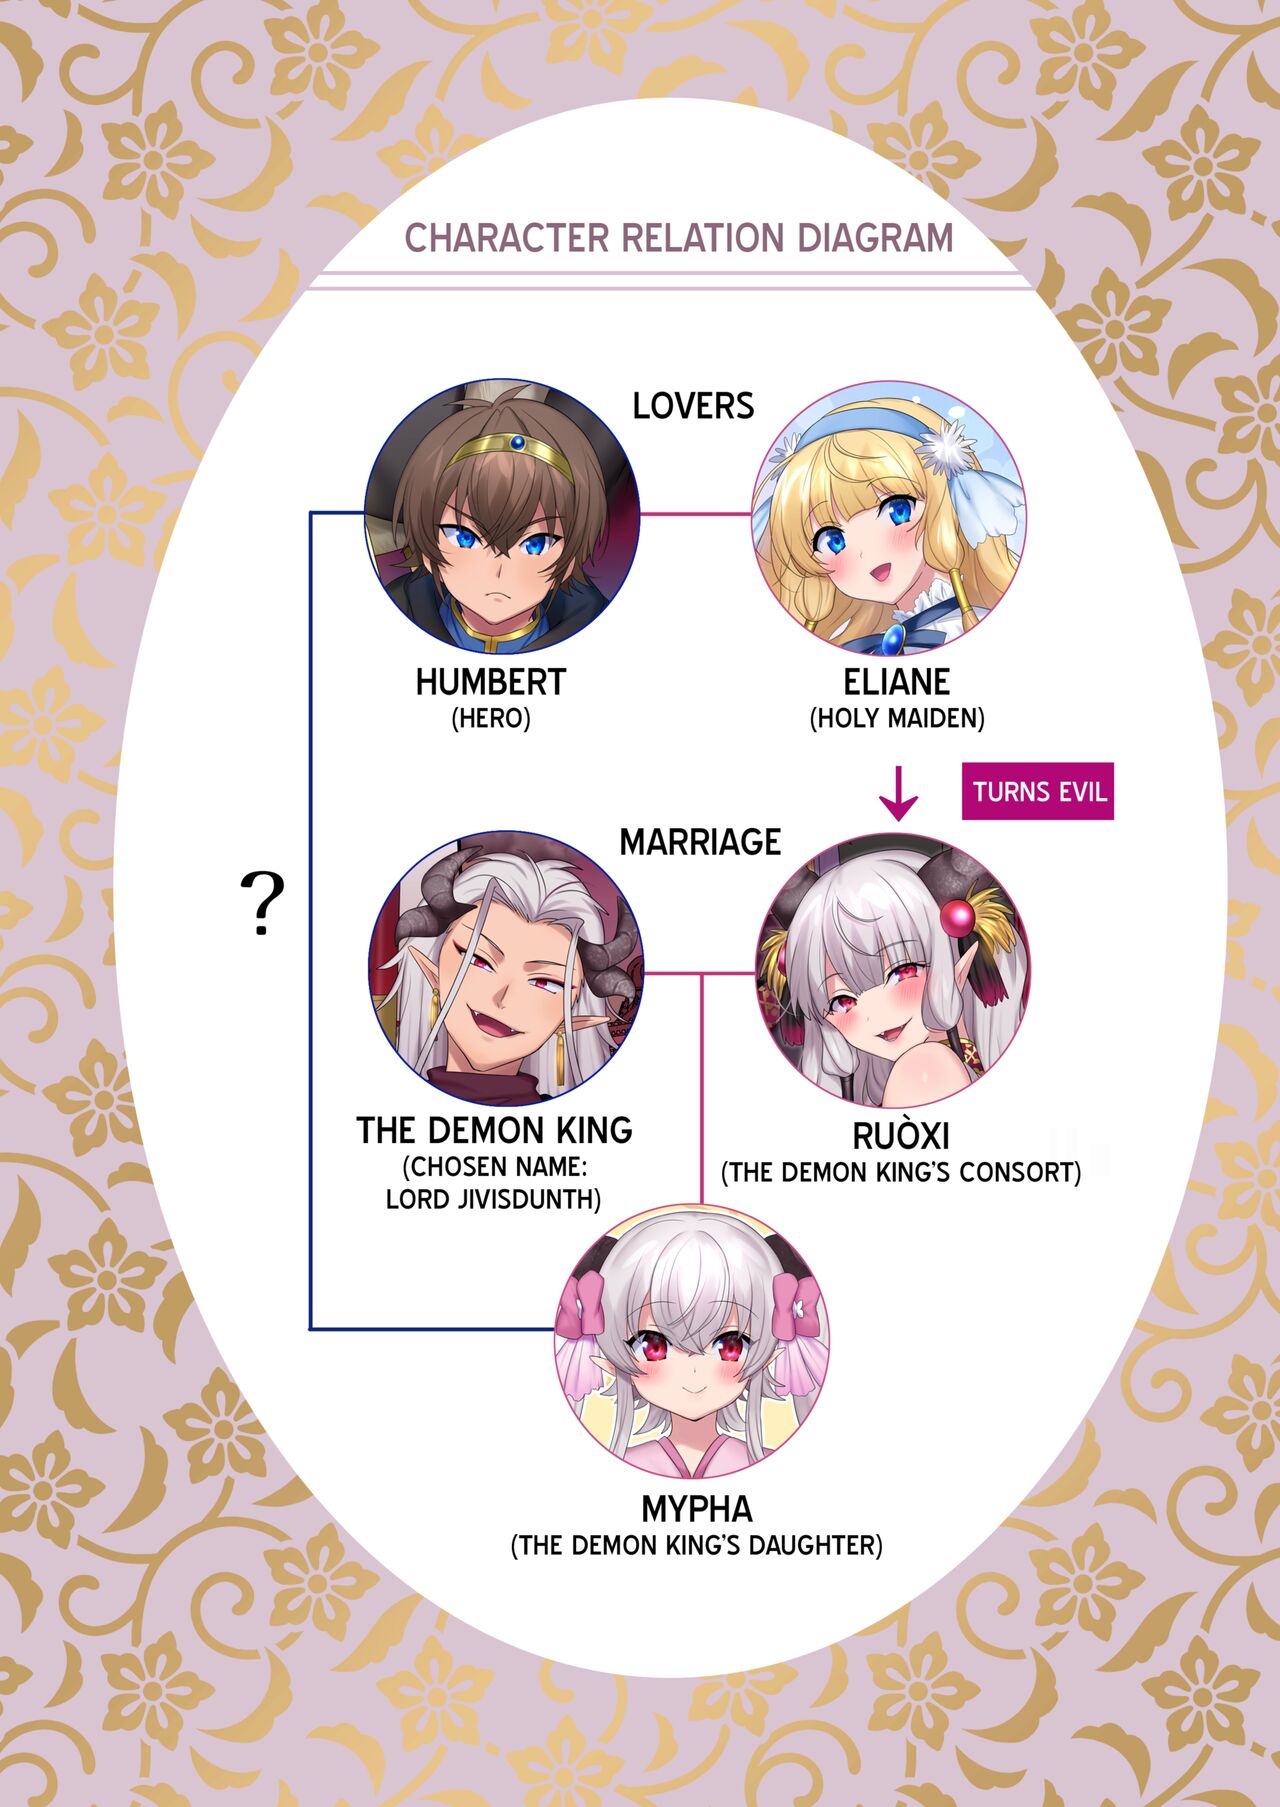 CHARACTER RELATION DIAGRAM
LOVERS
HUMBERT
(HERO)
ELIANE
(HOLY MAIDEN)
TURNS EVIL
MARRIAGE
?
THE DEMON KING
(CHOSEN NAME:
LORD JIVISDUNTH)
RUÒXI
(THE DEMON KING'S CONSORT)
MYPHA
(THE DEMON KING'S DAUGHTER)